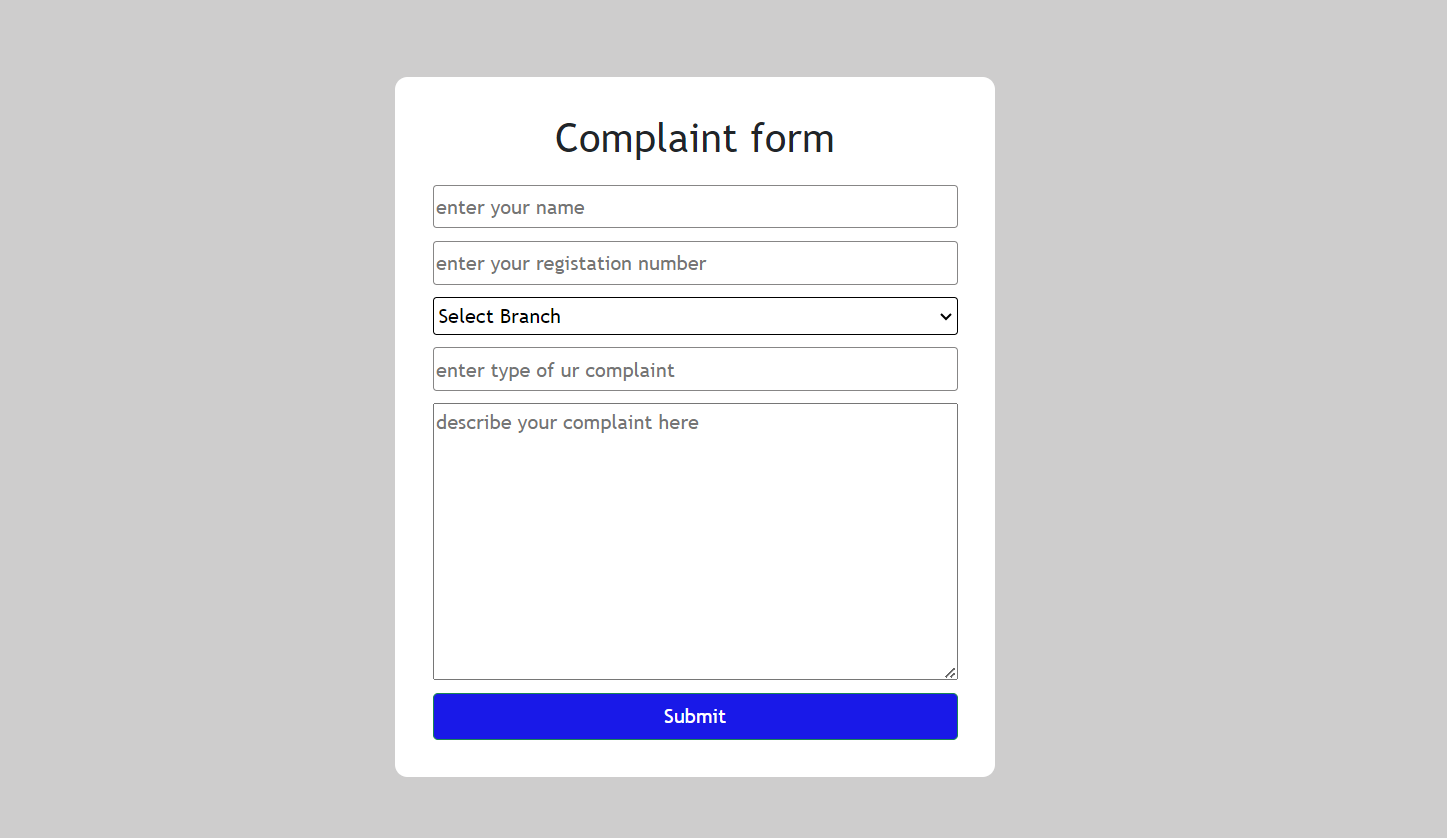 Complaint form
enter your name
enter your registation number
Select Branch
enter type of ur complaint
describe your complaint here
Submit